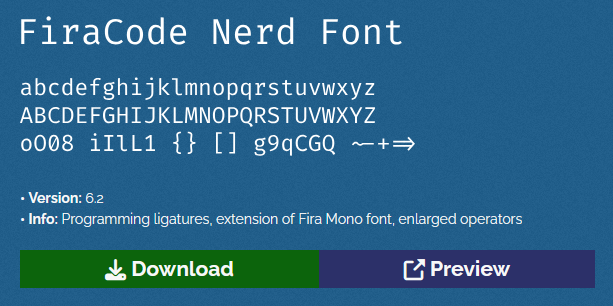 FiraCode Nerd Font
abcdefghijklmnopqrstuvwxyz
ABCDEFGHIJKLMNOPQRSTUVWXYZ
oO08 iIlL1 {} [] g9qCGQ ~-+=>
• Version: 6.2
• Info: Programming ligatures, extension of Fira Mono font, enlarged operators
Download
Preview